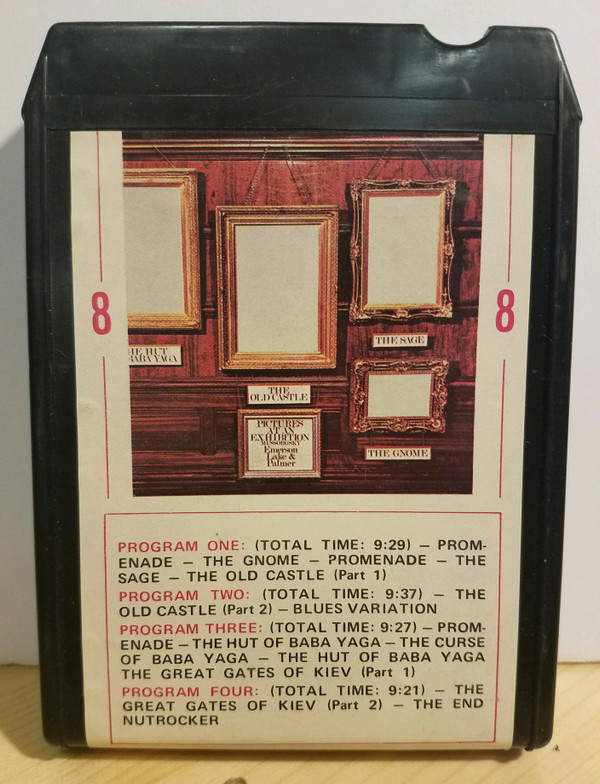 8
8
HE HUT
BABA YAGA
THE SAGE
THE
OLD CASTLE
PICTURES
AT AN
EXHIBITION
MUSSORGSKY
Emerson
Lake &
Palmer
THE GNOME
PROGRAM ONE: (TOTAL TIME: 9:29) — PROM-
ENADE — THE GNOME — PROMENADE — THE
SAGE — THE OLD CASTLE (Part 1)
PROGRAM TWO: (TOTAL TIME: 9:37) — THE
OLD CASTLE (Part 2) — BLUES VARIATION
PROGRAM THREE: (TOTAL TIME: 9:27) — PROM-
ENADE — THE HUT OF BABA YAGA — THE CURSE
OF BABA YAGA — THE HUT OF BABA YAGA
THE GREAT GATES OF KIEV (Part 1)
PROGRAM FOUR: (TOTAL TIME: 9:21) — THE
GREAT GATES OF KIEV (Part 2) — THE END
NUTROCKER